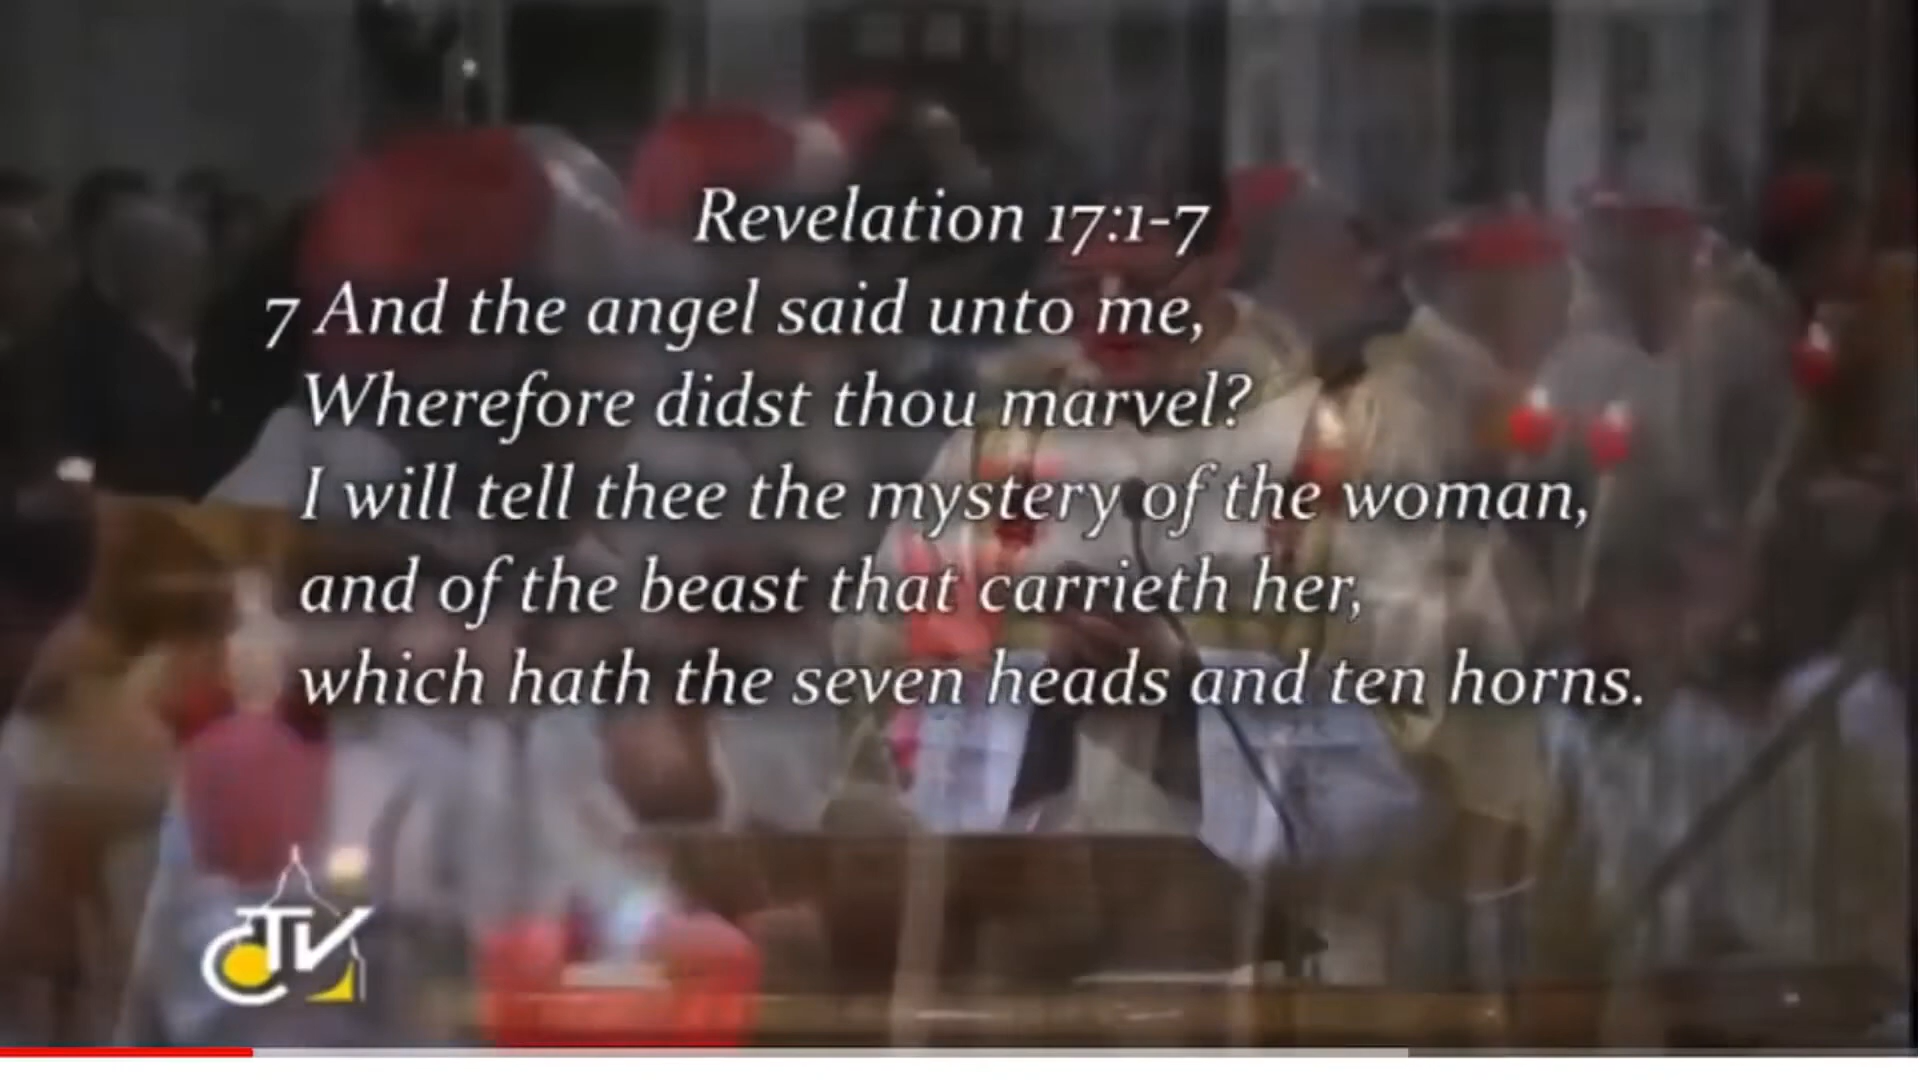 Revelation 17:1-7
7 And the angel said unto me,
Wherefore didst thou marvel?
I will tell thee the mystery of the woman,
and of the beast that carrieth her,
which hath the seven heads and ten horns.
CTV